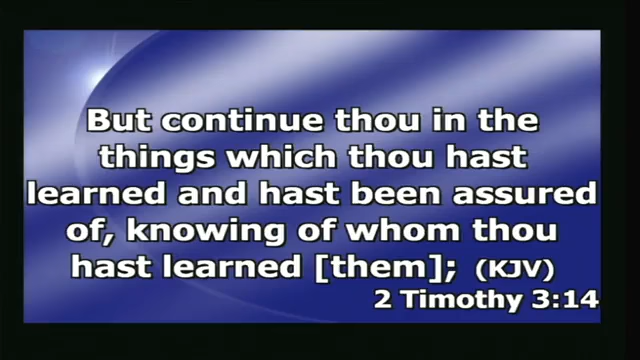 But continue thou in the
things which thou hast
learned and hast been assured
of, knowing of whom thou
hast learned [them]; (KJV)
2 Timothy 3:14